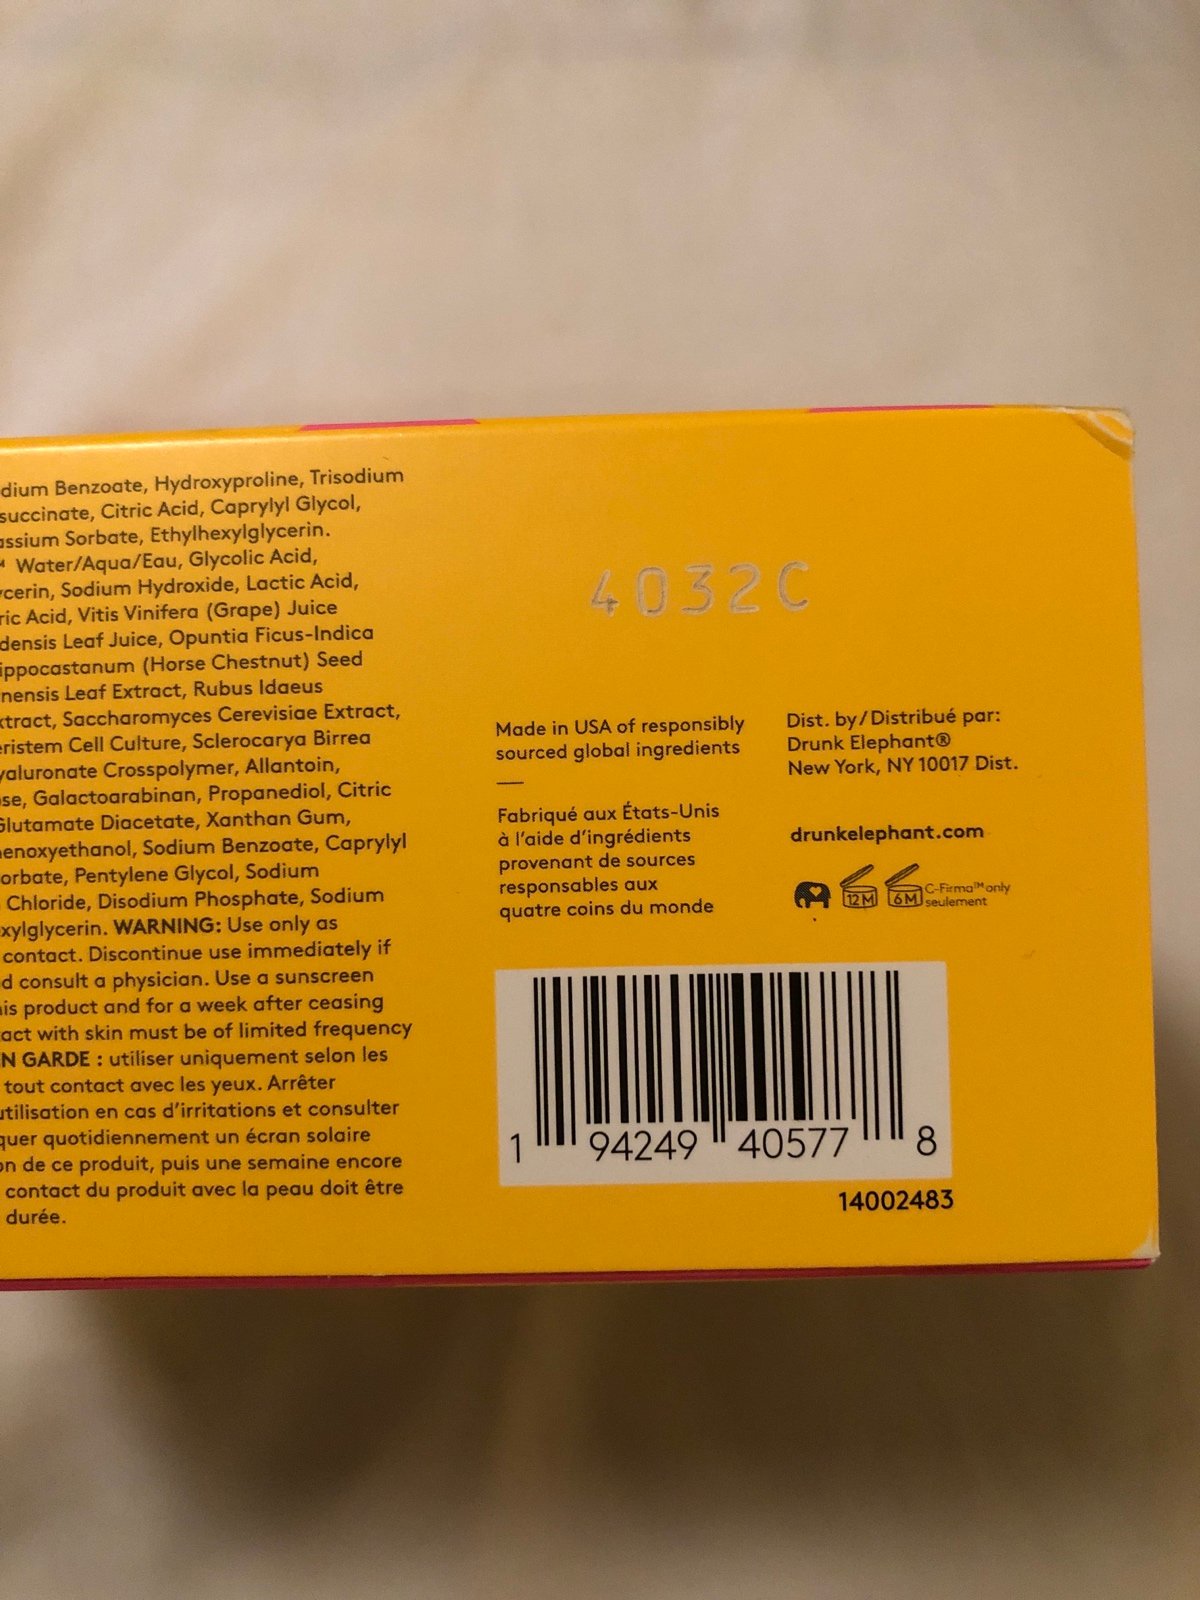 dium Benzoate, Hydroxyproline, Trisodium
succinate, Citric Acid, Caprylyl Glycol,
assium Sorbate, Ethylhexylglycerin.
Water/Aqua/Eau, Glycolic Acid,
ycerin, Sodium Hydroxide, Lactic Acid,
ric Acid, Vitis Vinifera (Grape) Juice
densis Leaf Juice, Opuntia Ficus-Indica
ippocastanum (Horse Chestnut) Seed
nensis Leaf Extract, Rubus Idaeus
xtract, Saccharomyces Cerevisiae Extract,
eristem Cell Culture, Sclerocarya Birrea
yaluronate Crosspolymer, Allantoin,
se, Galactoarabinan, Propanediol, Citric
Glutamate Diacetate, Xanthan Gum,
henoxyethanol, Sodium Benzoate, Caprylyl
orbate, Pentylene Glycol, Sodium
Chloride, Disodium Phosphate, Sodium
xylglycerin. WARNING: Use only as
contact. Discontinue use immediately if
d consult a physician. Use a sunscreen
is product and for a week after ceasing
act with skin must be of limited frequency
N GARDE : utiliser uniquement selon les
tout contact avec les yeux. Arrêter
utilisation en cas d'irritations et consulter
quer quotidiennement un écran solaire
on de ce produit, puis une semaine encore
contact du produit avec la peau doit être
durée.
4032C
Made in USA of responsibly
sourced global ingredients
Fabriqué aux États-Unis
à l'aide d'ingrédients
provenant de sources
responsables aux
quatre coins du monde
Dist. by/Distribué par:
Drunk Elephant®
New York, NY 10017 Dist.
drunkelephant.com
12M 6M C-Firma™ only
seulement
1 94249 40577 8
14002483